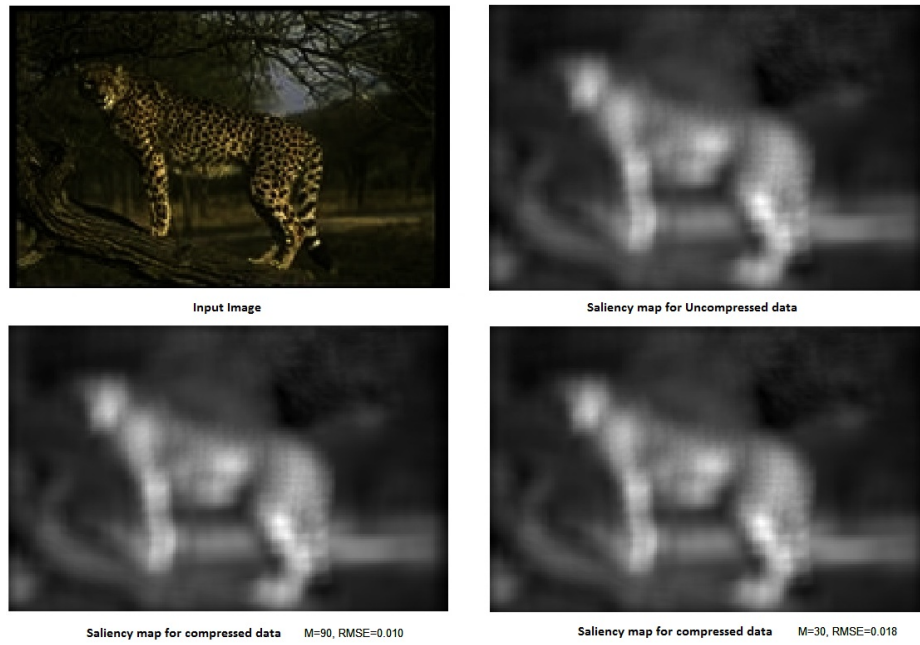 Input Image
Saliency map for Uncompressed data
Saliency map for compressed data M=90, RMSE=0.010
Saliency map for compressed data M=30, RMSE=0.018